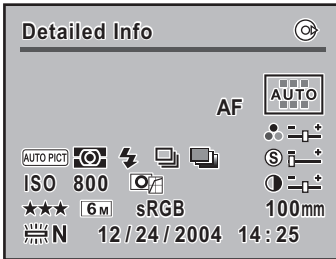 Detailed Info
AUTO
AF
AUTO PICT
S
ISO 800
★★★ 6M sRGB 100mm
N 12/24/2004 14:25